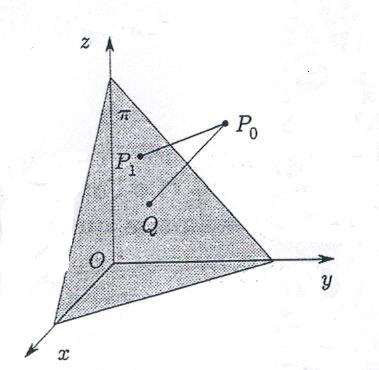 z
π
P₀
P₁
Q
O
y
x